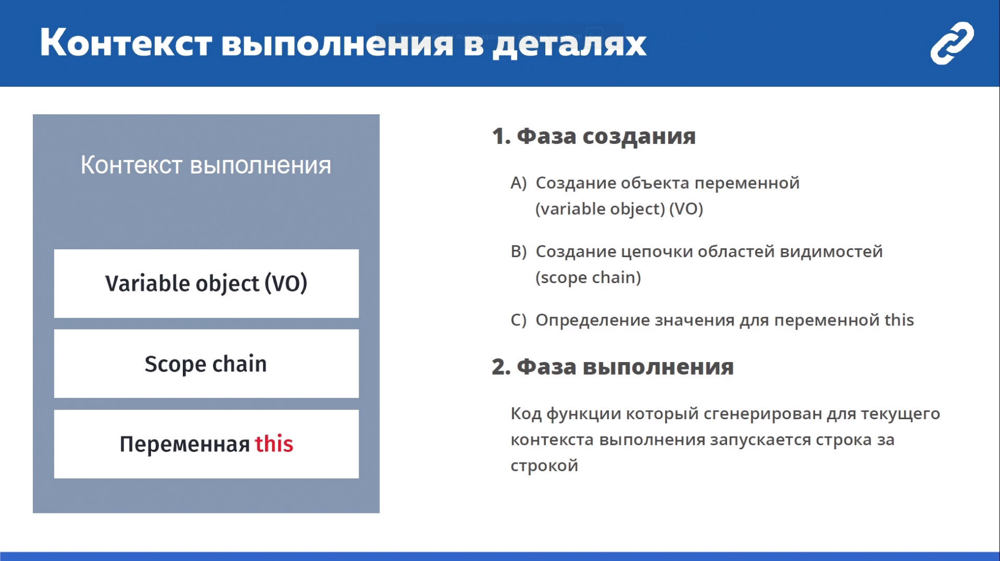 Контекст выполнения в деталях
Контекст выполнения
Variable object (VO)
Scope chain
Переменная this
1. Фаза создания
A) Создание объекта переменной
(variable object) (VO)
B) Создание цепочки областей видимостей
(scope chain)
C) Определение значения для переменной this
2. Фаза выполнения
Код функции который сгенерирован для текущего
контекста выполнения запускается строка за
строкой